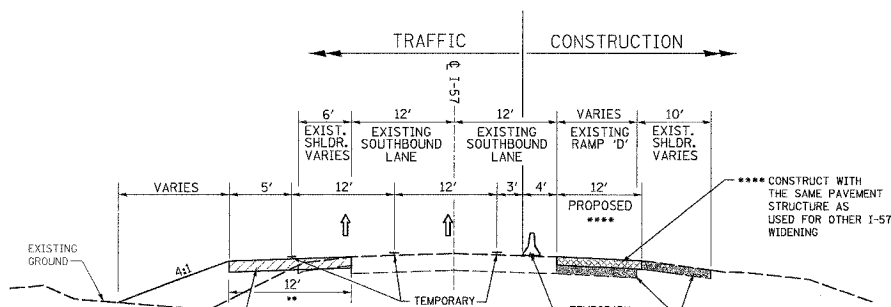 TRAFFIC
CONSTRUCTION
℄ I-57
6'
12'
12'
VARIES
10'
EXIST.
SHLDR.
VARIES
EXISTING
SOUTHBOUND
LANE
EXISTING
SOUTHBOUND
LANE
EXISTING
RAMP 'D'
EXIST.
SHLDR.
VARIES
VARIES
5'
12'
12'
3'
4'
12'
PROPOSED
****
**** CONSTRUCT WITH
THE SAME PAVEMENT
STRUCTURE AS
USED FOR OTHER I-57
WIDENING
EXISTING
GROUND
4:1
12'
**
TEMPORARY